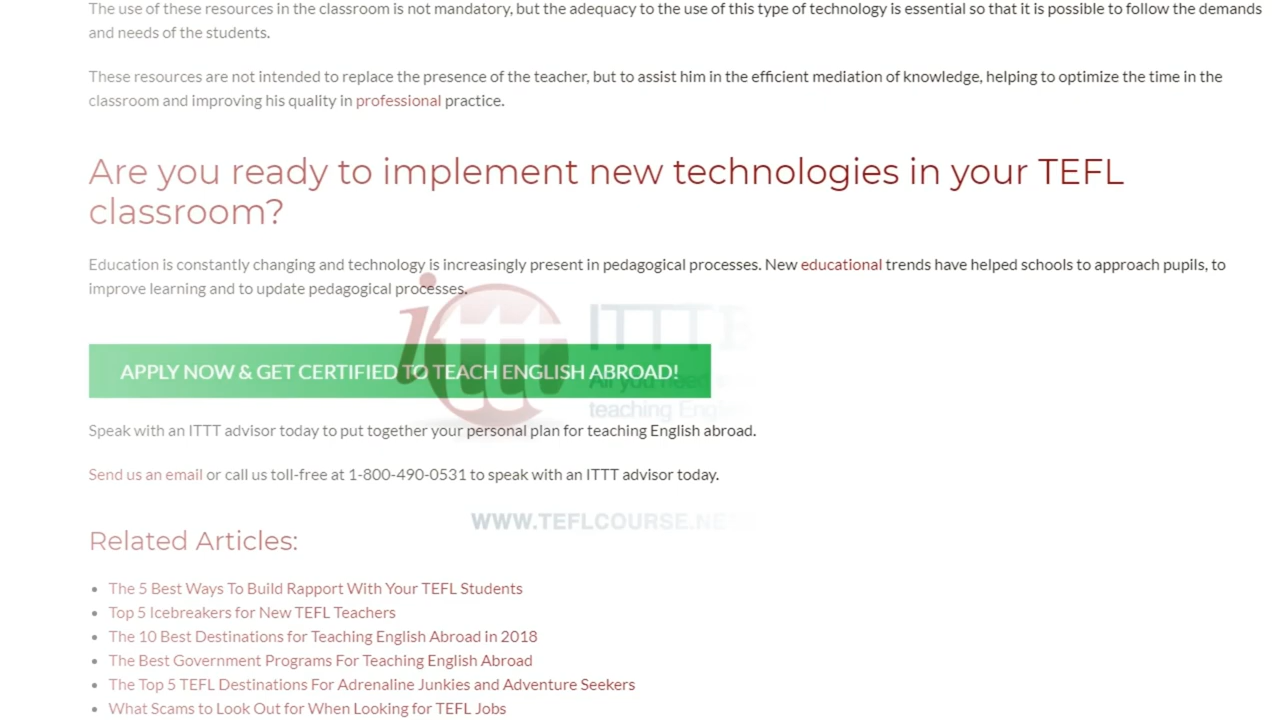 The use of these resources in the classroom is not mandatory, but the adequacy to the use of this type of technology is essential so that it is possible to follow the demands
and needs of the students.
These resources are not intended to replace the presence of the teacher, but to assist him in the efficient mediation of knowledge, helping to optimize the time in the
classroom and improving his quality in professional practice.
Are you ready to implement new technologies in your TEFL
classroom?
Education is constantly changing and technology is increasingly present in pedagogical processes. New educational trends have helped schools to approach pupils, to
improve learning and to update pedagogical processes.
ittt
ITTT
APPLY NOW & GET CERTIFIED TO TEACH ENGLISH ABROAD!
All you need
teaching
Speak with an ITTT advisor today to put together your personal plan for teaching English abroad.
Send us an email or call us toll-free at 1-800-490-0531 to speak with an ITTT advisor today.
WWW.TEFLCOURSE.NE
Related Articles:
The 5 Best Ways To Build Rapport With Your TEFL Students
Top 5 Icebreakers for New TEFL Teachers
The 10 Best Destinations for Teaching English Abroad in 2018
The Best Government Programs For Teaching English Abroad
The Top 5 TEFL Destinations For Adrenaline Junkies and Adventure Seekers
What Scams to Look Out for When Looking for TEFL Jobs